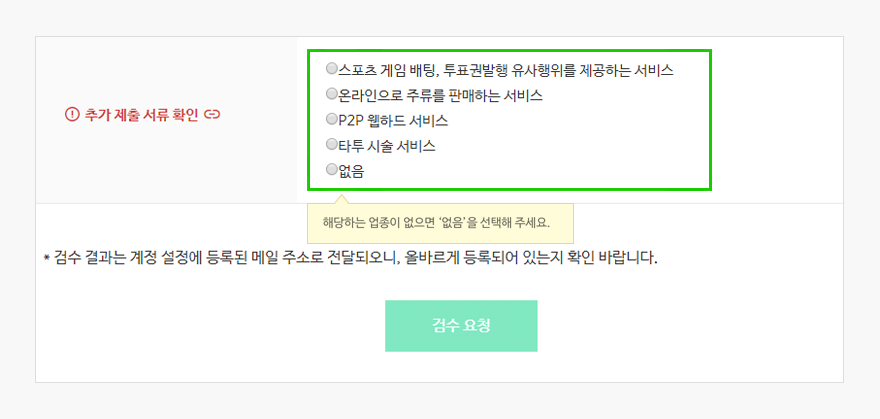 스포츠 게임 배팅, 투표권발행 유사행위를 제공하는 서비스
온라인으로 주류를 판매하는 서비스
추가 제출 서류 확인
P2P 웹하드 서비스
타투 시술 서비스
없음
해당하는 업종이 없으면 ‘없음’을 선택해 주세요.
* 검수 결과는 계정 설정에 등록된 메일 주소로 전달되오니, 올바르게 등록되어 있는지 확인 바랍니다.
검수 요청